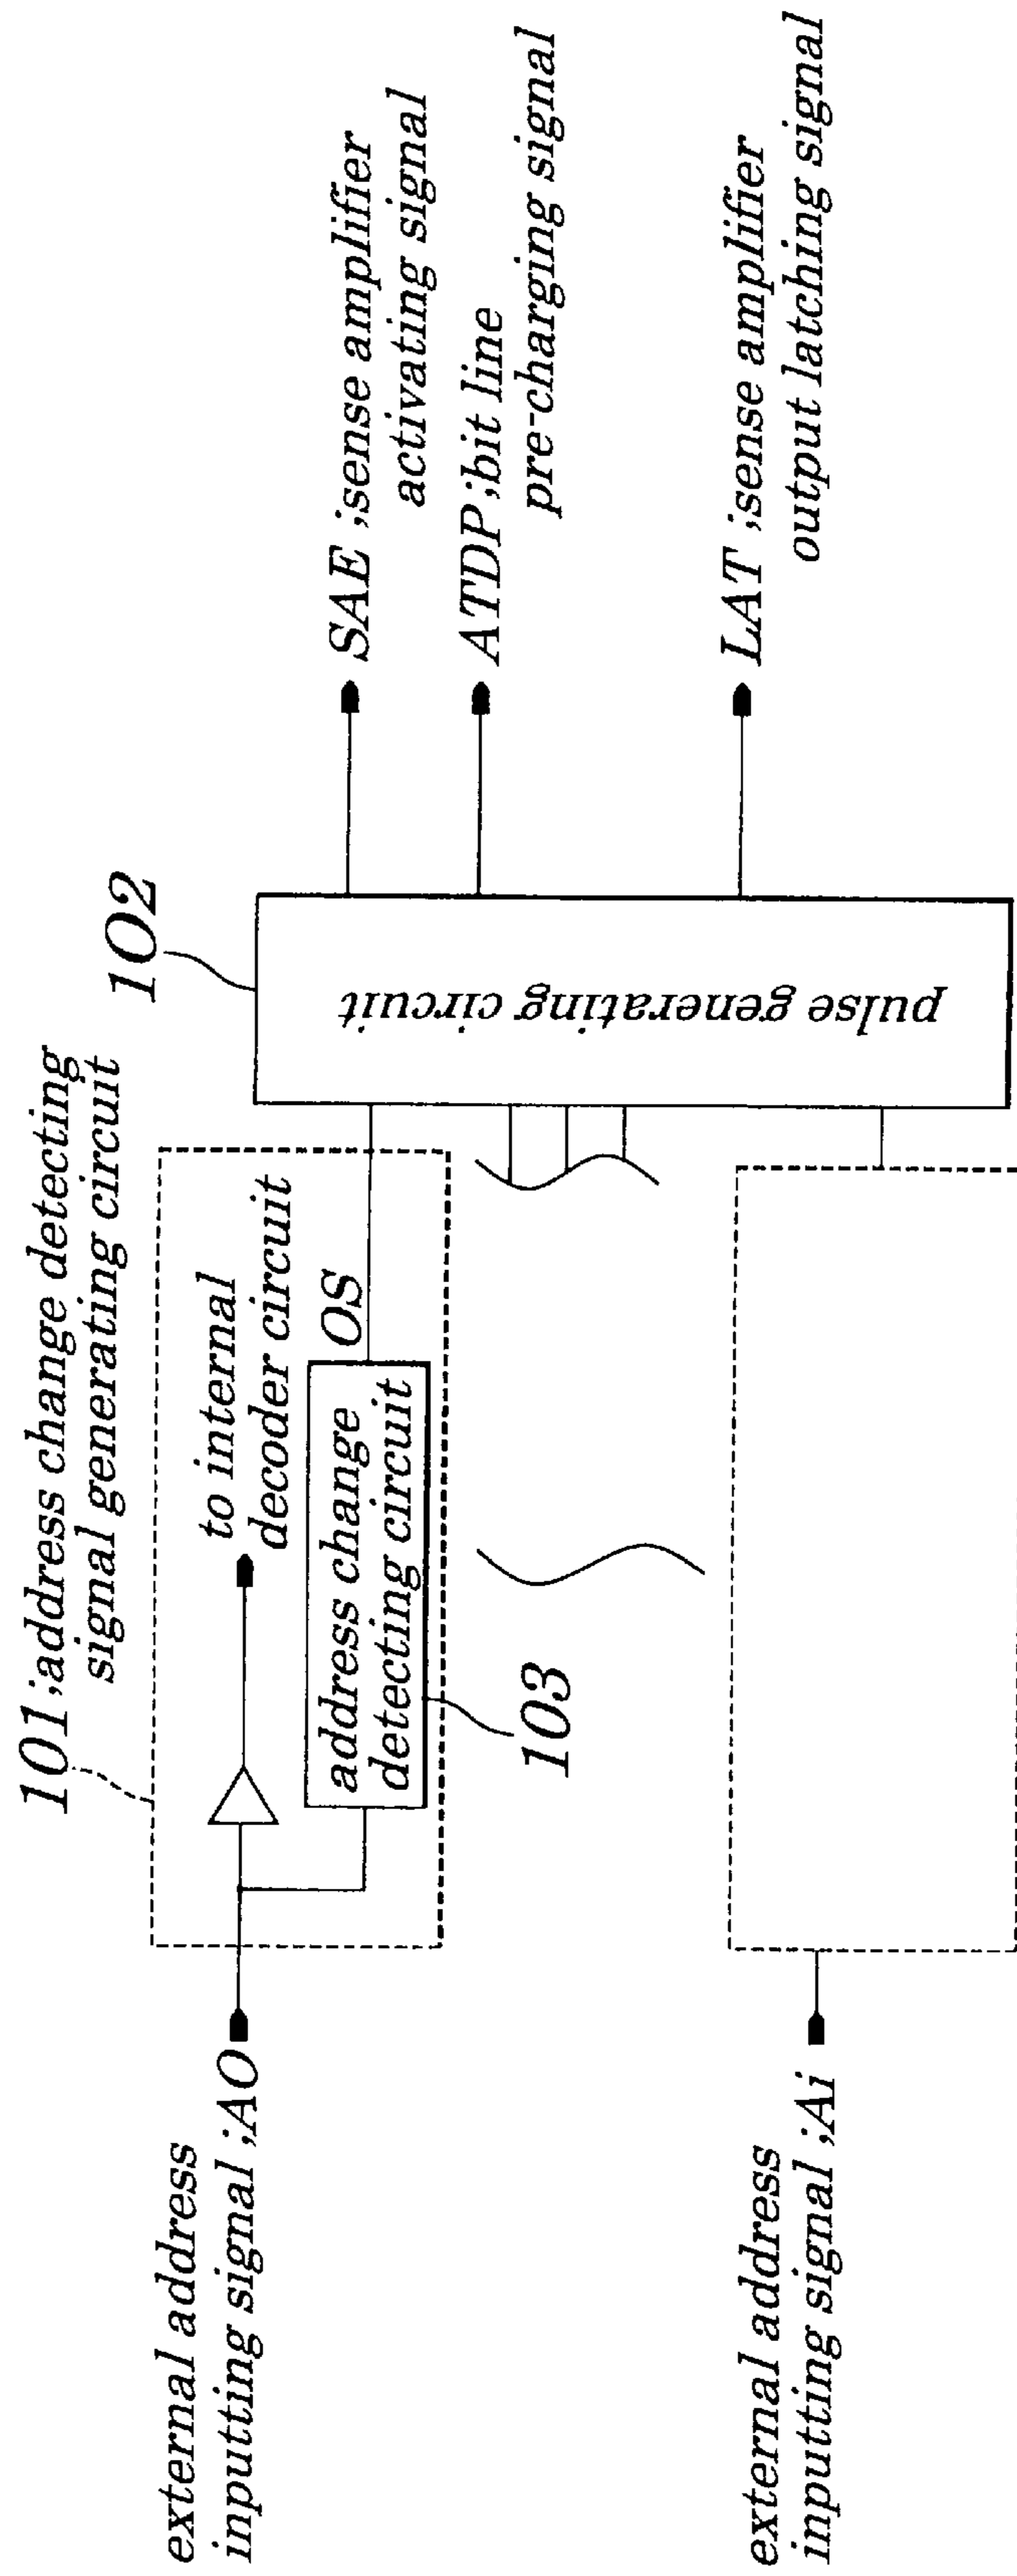 101 ;address change detecting
signal generating circuit
102
external address
inputting signal ;A0
to internal
decoder circuit
address change
detecting circuit
OS
103
pulse generating circuit
SAE ;sense amplifier
activating signal
ATDP ;bit line
pre-charging signal
LAT ;sense amplifier
output latching signal
external address
inputting signal ;Ai